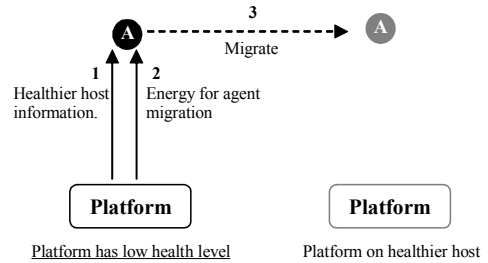 3
A
A
Migrate
1
2
Healthier host
information.
Energy for agent
migration
Platform
Platform
Platform has low health level
Platform on healthier host